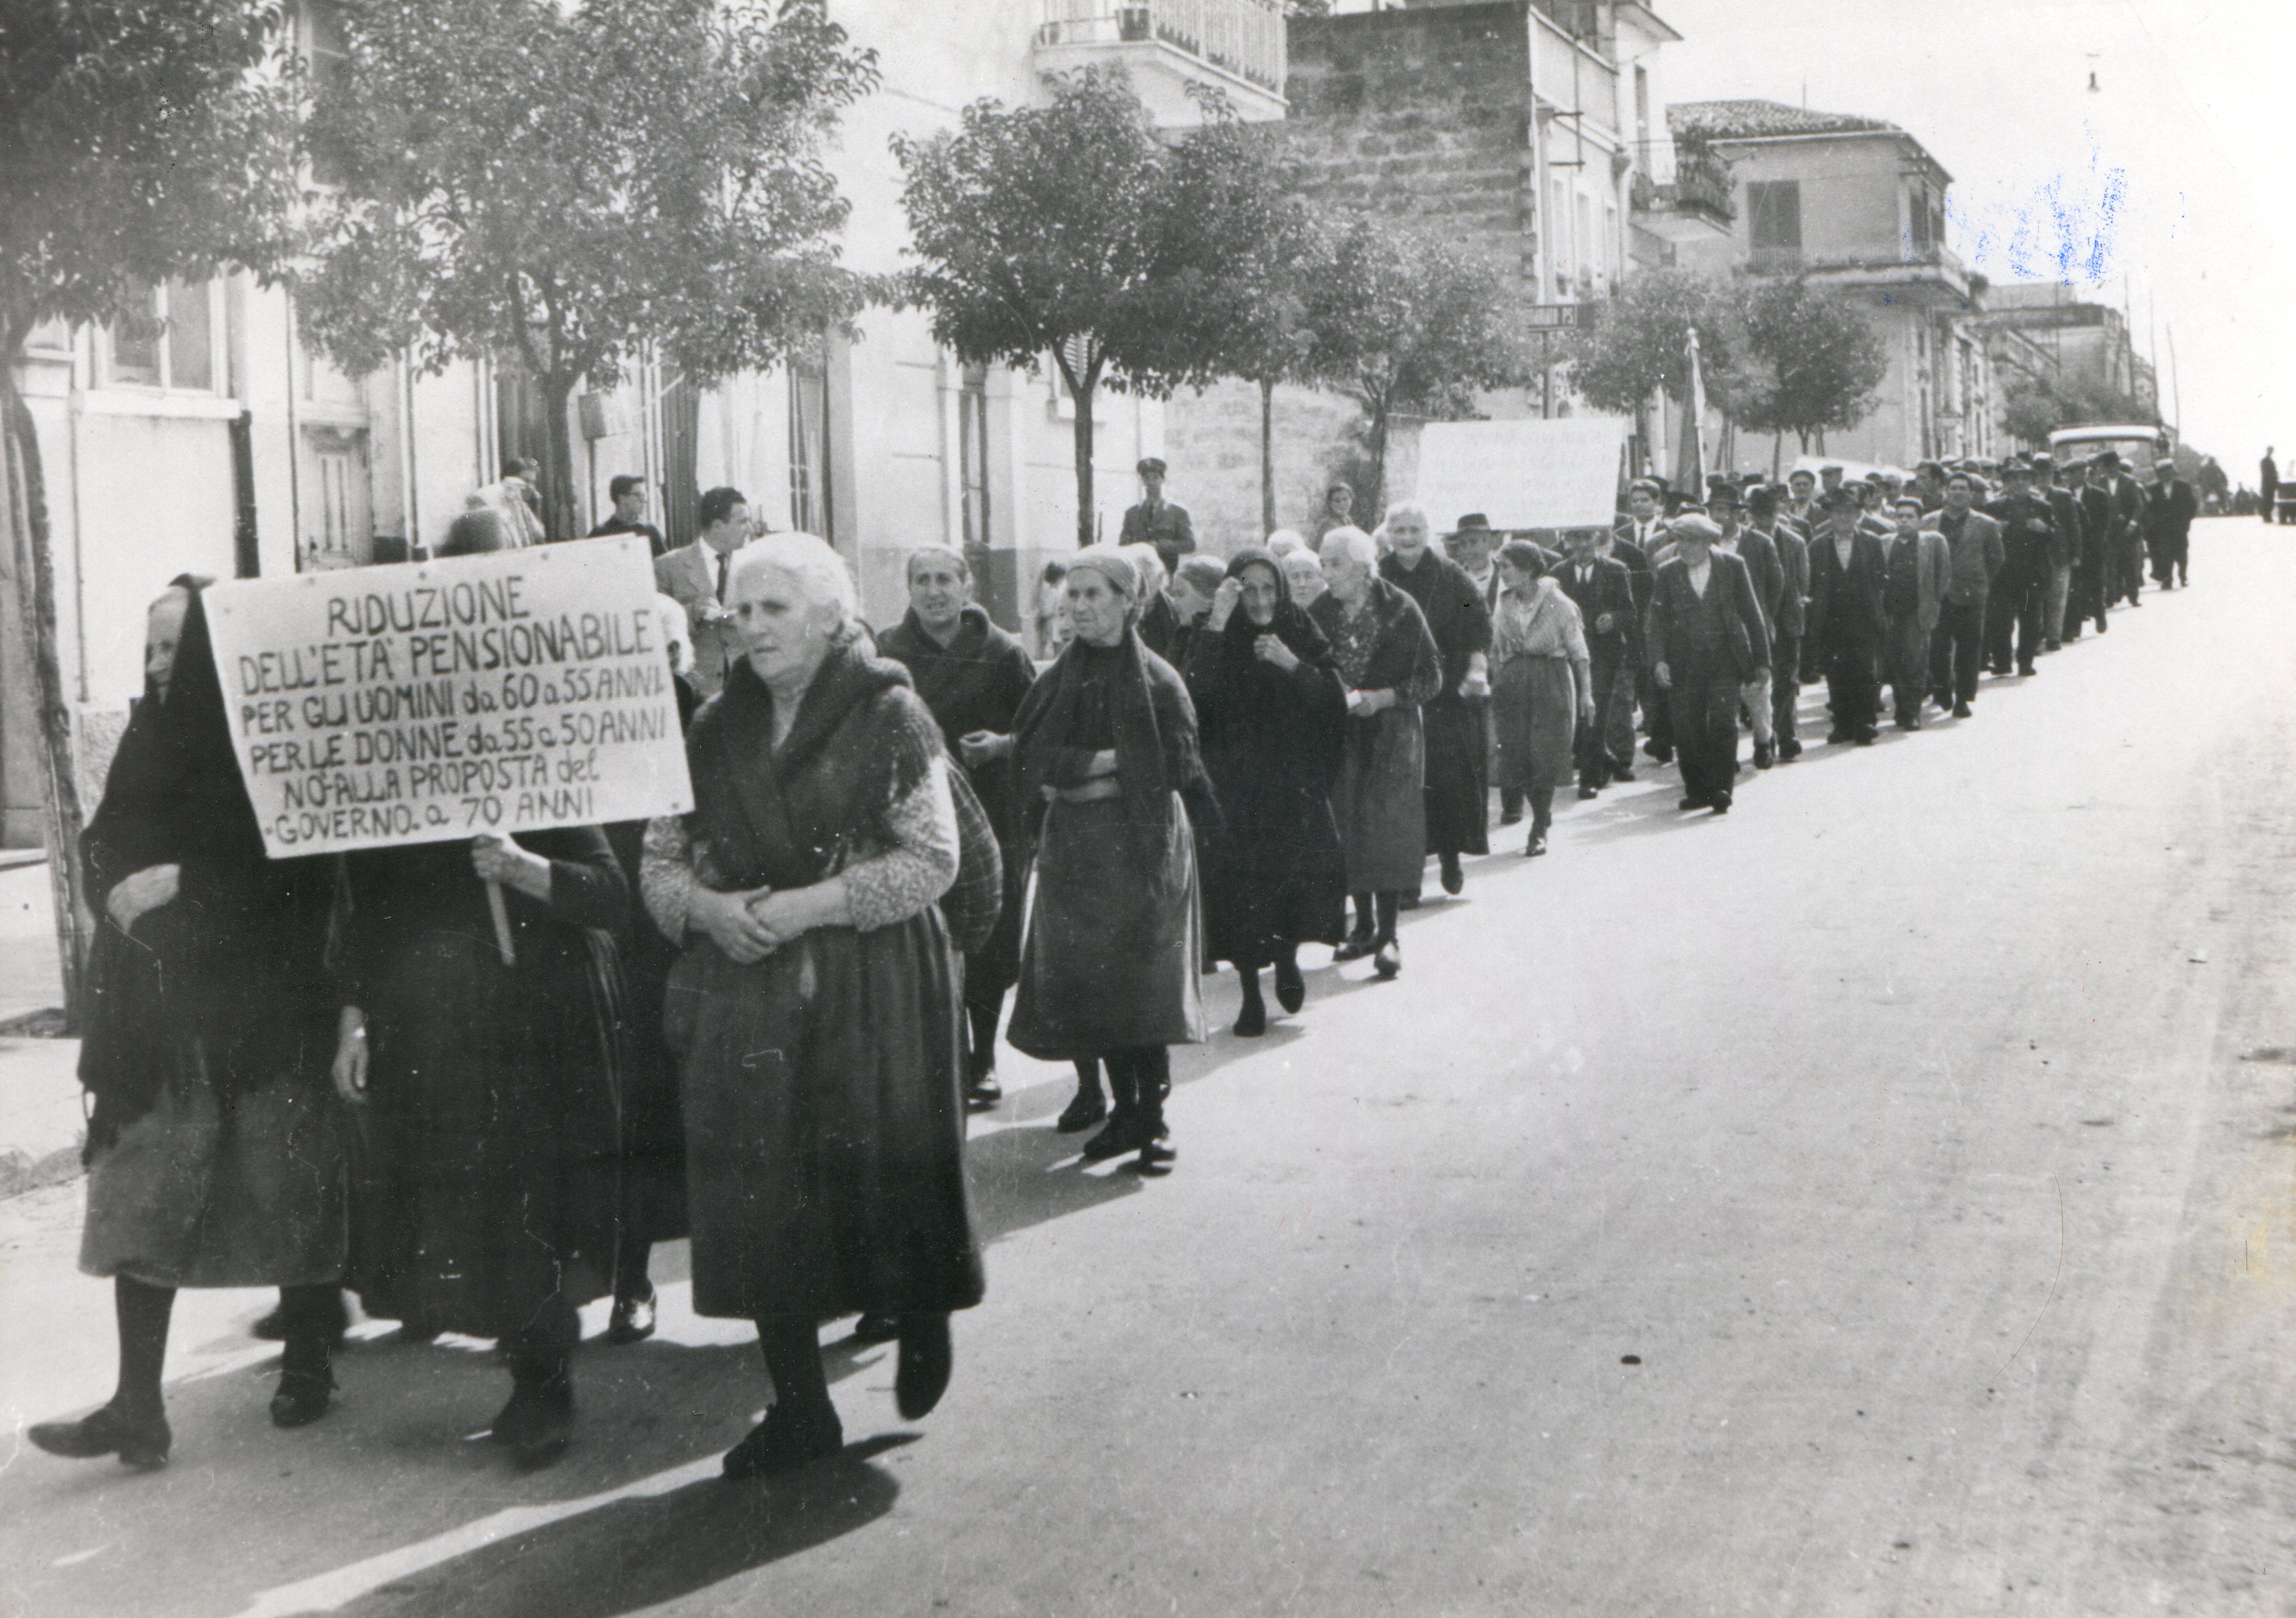 RIDUZIONE
DELL'ETA' PENSIONABILE
PER GLI UOMINI da 60 a 55 ANNI
PER LE DONNE da 55 a 50 ANNI
NO-ALLA PROPOSTA del
-GOVERNO- a 70 ANNI